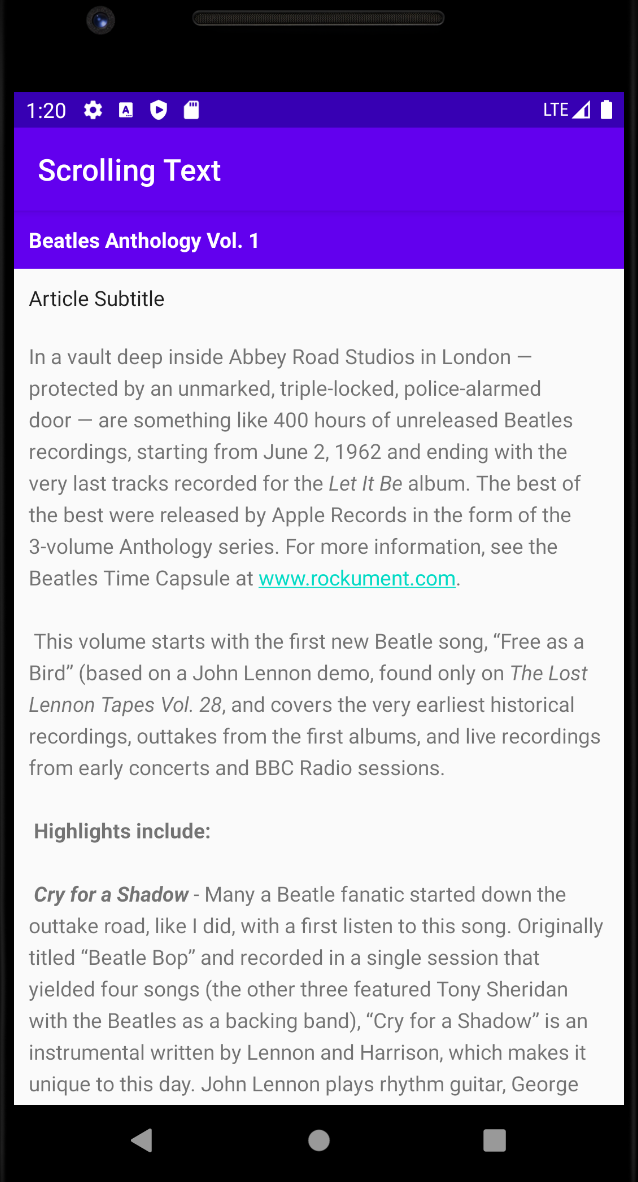 1:20 LTE
Scrolling Text
Beatles Anthology Vol. 1
Article Subtitle
In a vault deep inside Abbey Road Studios in London —
protected by an unmarked, triple-locked, police-alarmed
door — are something like 400 hours of unreleased Beatles
recordings, starting from June 2, 1962 and ending with the
very last tracks recorded for the Let It Be album. The best of
the best were released by Apple Records in the form of the
3-volume Anthology series. For more information, see the
Beatles Time Capsule at www.rockument.com.
This volume starts with the first new Beatle song, “Free as a
Bird” (based on a John Lennon demo, found only on The Lost
Lennon Tapes Vol. 28, and covers the very earliest historical
recordings, outtakes from the first albums, and live recordings
from early concerts and BBC Radio sessions.
Highlights include:
Cry for a Shadow - Many a Beatle fanatic started down the
outtake road, like I did, with a first listen to this song. Originally
titled “Beatle Bop” and recorded in a single session that
yielded four songs (the other three featured Tony Sheridan
with the Beatles as a backing band), “Cry for a Shadow” is an
instrumental written by Lennon and Harrison, which makes it
unique to this day. John Lennon plays rhythm guitar, George